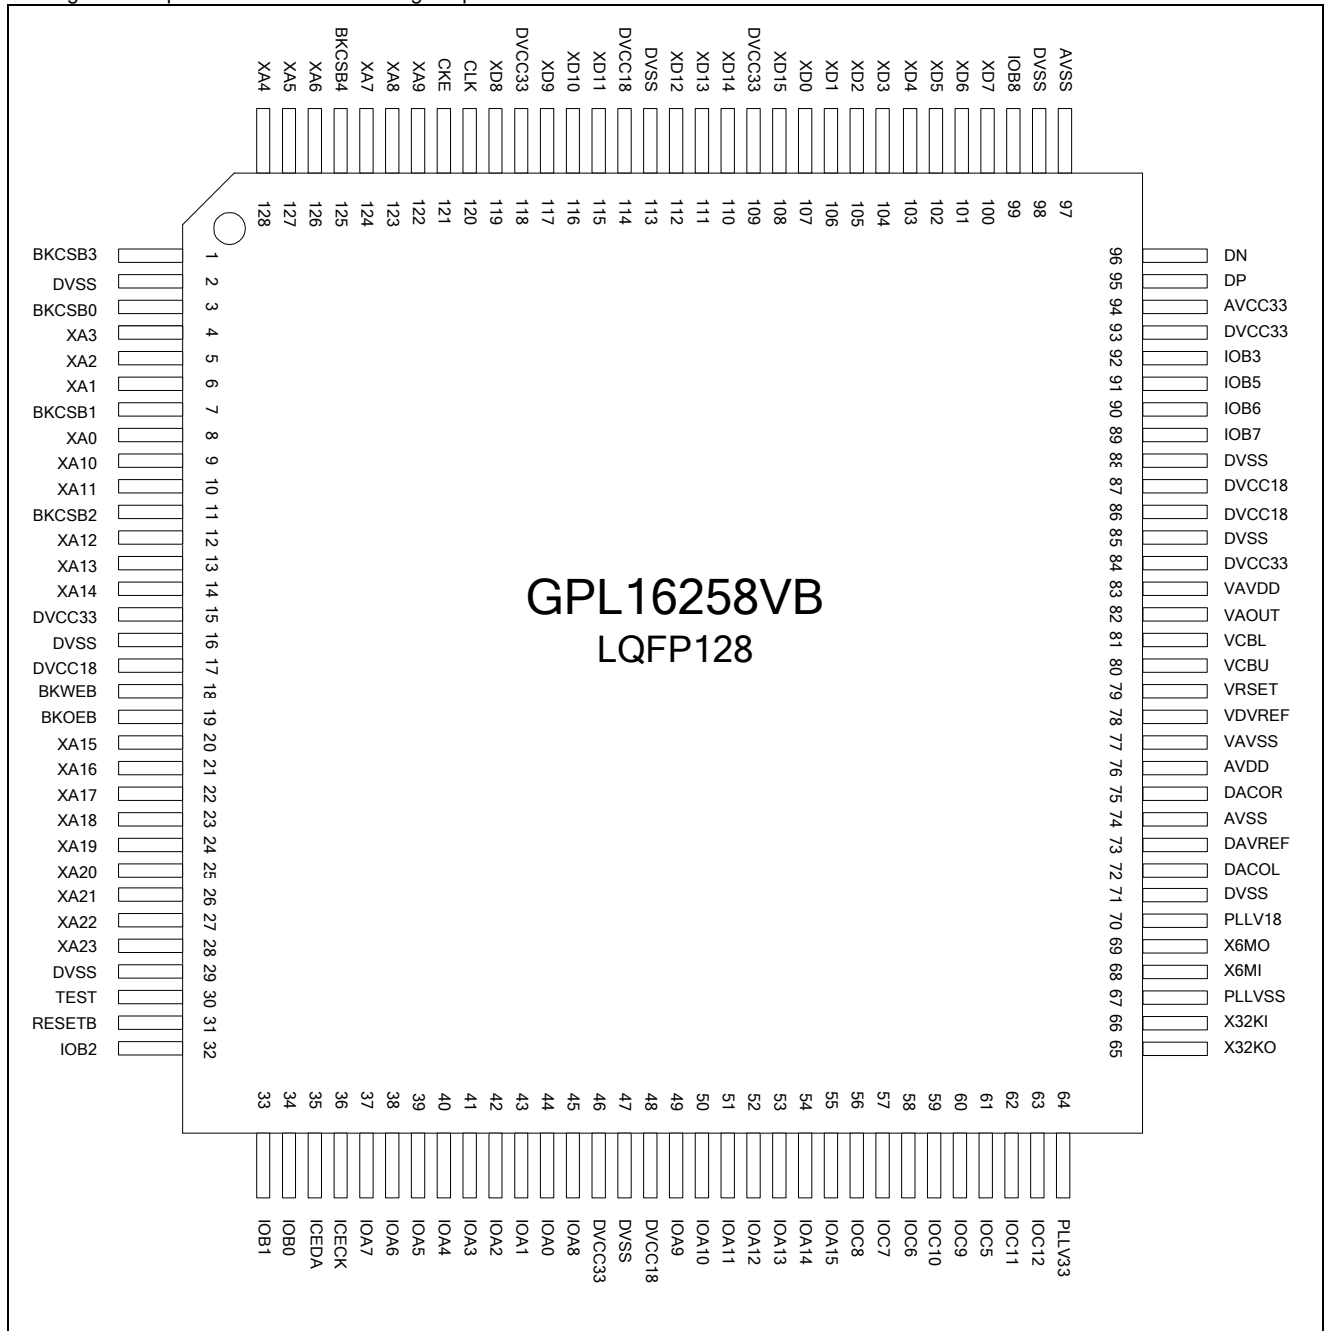 XA4 XA5 XA6 BKCSB4 XA7 XA8 XA9 CKE CLK XD8 DVCC33 XD9 XD10 XD11 DVCC18 DVSS XD12 XD13 XD14 DVCC33 XD15 XD0 XD1 XD2 XD3 XD4 XD5 XD6 XD7 IOB8 DVSS AVSS
128 127 126 125 124 123 122 121 120 119 118 117 116 115 114 113 112 111 110 109 108 107 106 105 104 103 102 101 100 99 98 97
BKCSB3 1 96 DN
DVSS 2 95 DP
BKCSB0 3 94 AVCC33
XA3 4 93 DVCC33
XA2 5 92 IOB3
XA1 6 91 IOB5
BKCSB1 7 90 IOB6
XA0 8 89 IOB7
XA10 9 88 DVSS
XA11 10 87 DVCC18
BKCSB2 11 86 DVCC18
XA12 12 85 DVSS
XA13 13 84 DVCC33
XA14 14 83 VAVDD
DVCC33 15 82 VAOUT
DVSS 16 81 VCBL
DVCC18 17 80 VCBU
BKWEB 18 79 VRSET
BKOEB 19 78 VDVREF
XA15 20 77 VAVSS
XA16 21 76 AVDD
XA17 22 75 DACOR
XA18 23 74 AVSS
XA19 24 73 DAVREF
XA20 25 72 DACOL
XA21 26 71 DVSS
XA22 27 70 PLLV18
XA23 28 69 X6MO
DVSS 29 68 X6MI
TEST 30 67 PLLVSS
RESETB 31 66 X32KI
IOB2 32 65 X32KO
GPL16258VB
LQFP128
33 34 35 36 37 38 39 40 41 42 43 44 45 46 47 48 49 50 51 52 53 54 55 56 57 58 59 60 61 62 63 64
IOB1 IOB0 ICEDA ICECK IOA7 IOA6 IOA5 IOA4 IOA3 IOA2 IOA1 IOA0 IOA8 DVCC33 DVSS DVCC18 IOA9 IOA10 IOA11 IOA12 IOA13 IOA14 IOA15 IOC8 IOC7 IOC6 IOC10 IOC9 IOC5 IOC11 IOC12 PLLV33